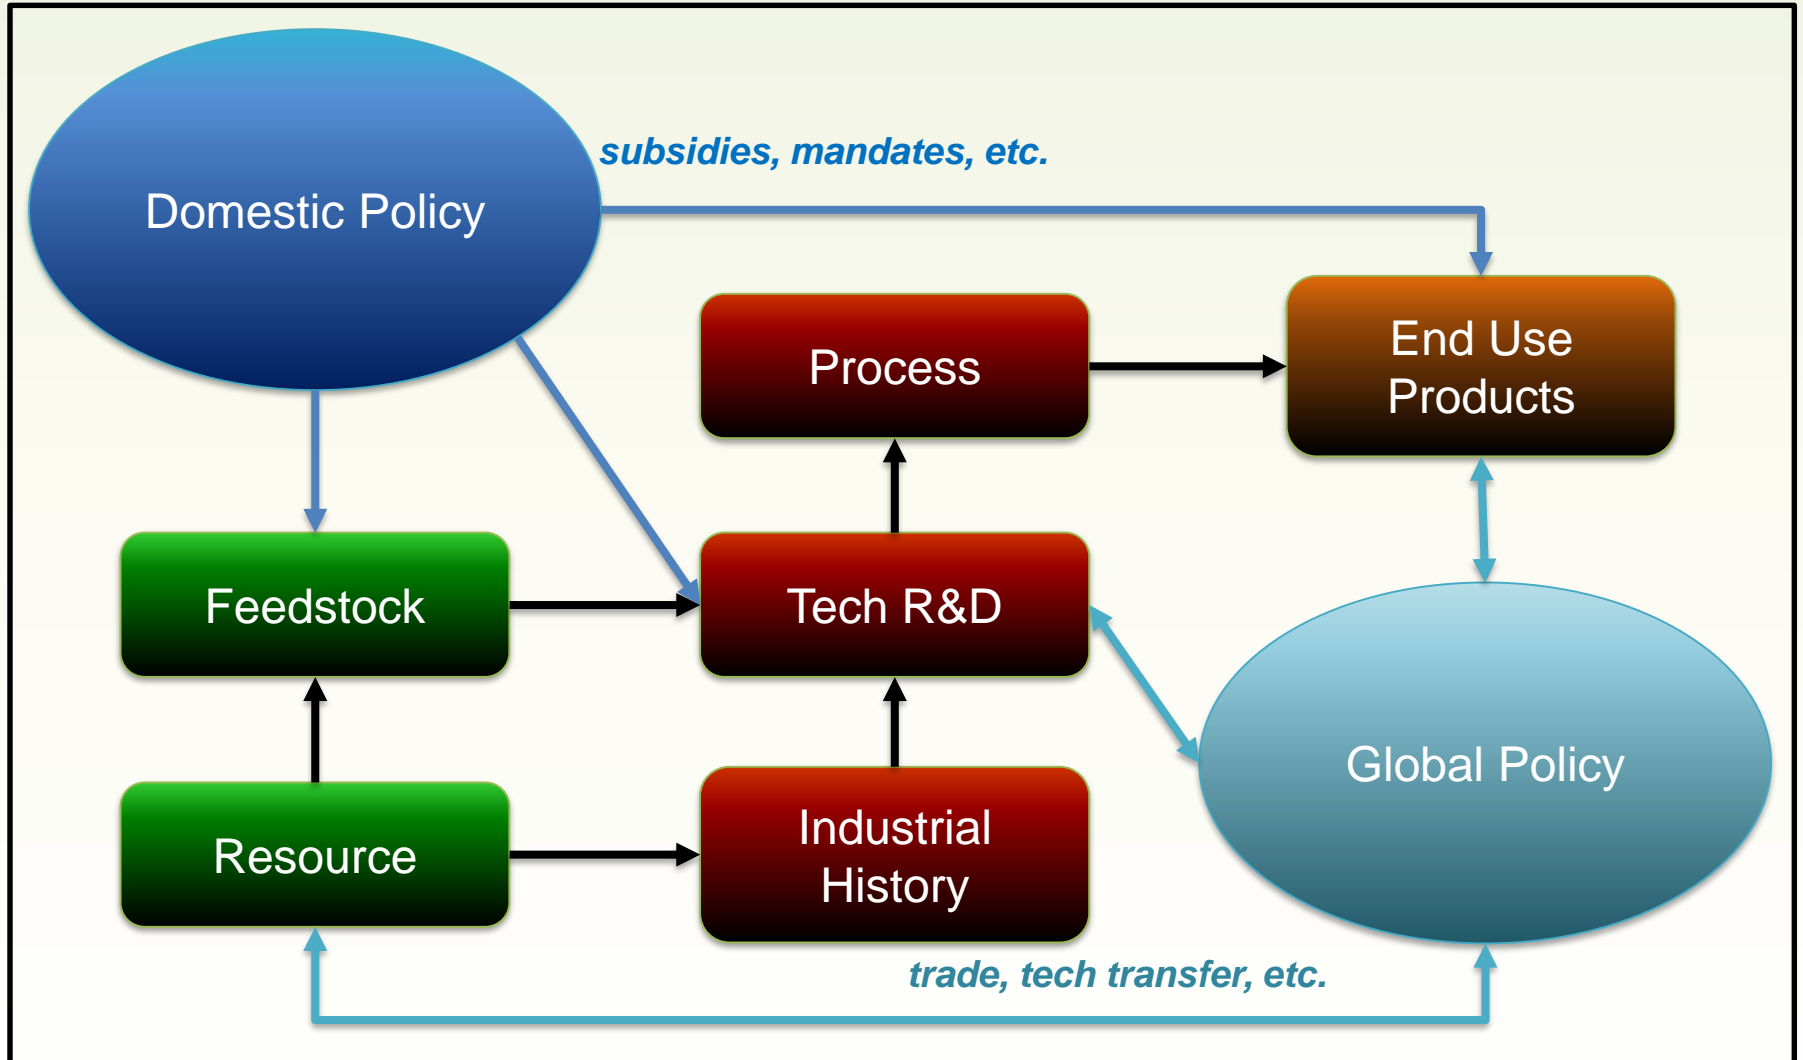 subsidies, mandates, etc.
Domestic Policy
Process
End Use
Products
Feedstock
Tech R&D
Global Policy
Resource
Industrial
History
trade, tech transfer, etc.